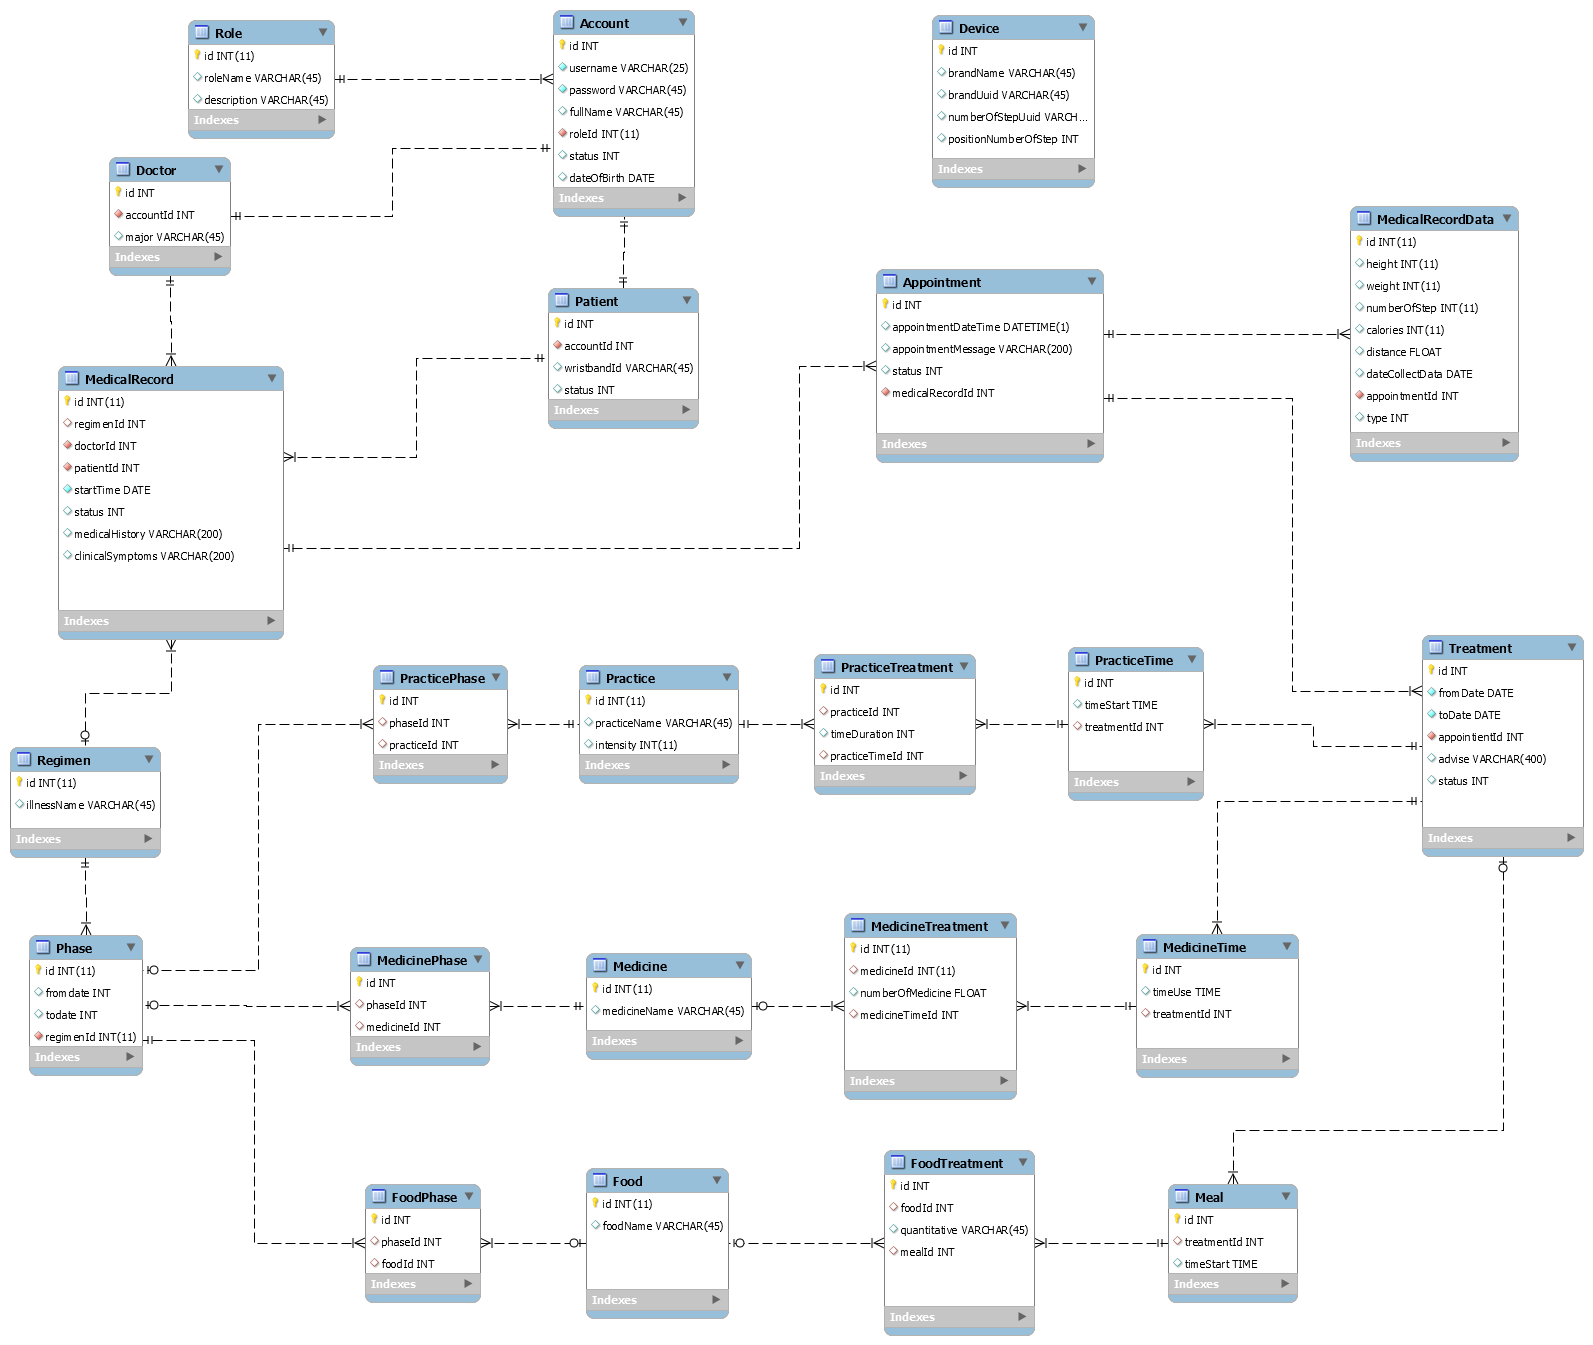 Role
id INT(11)
roleName VARCHAR(45)
description VARCHAR(45)
Indexes
Account
id INT
username VARCHAR(25)
password VARCHAR(45)
fullName VARCHAR(45)
roleId INT(11)
status INT
dateOfBirth DATE
Indexes
Device
id INT
brandName VARCHAR(45)
brandUuid VARCHAR(45)
numberOfStepUuid VARCH...
positionNumberOfStep INT
Indexes
Doctor
id INT
accountId INT
major VARCHAR(45)
Indexes
Patient
id INT
accountId INT
wristbandId VARCHAR(45)
status INT
Indexes
Appointment
id INT
appointmentDateTime DATETIME(1)
appointmentMessage VARCHAR(200)
status INT
medicalRecordId INT
Indexes
MedicalRecordData
id INT(11)
height INT(11)
weight INT(11)
numberOfStep INT(11)
calories INT(11)
distance FLOAT
dateCollectData DATE
appointmentId INT
type INT
Indexes
MedicalRecord
id INT(11)
regimenId INT
doctorId INT
patientId INT
startTime DATE
status INT
medicalHistory VARCHAR(200)
clinicalSymptoms VARCHAR(200)
Indexes
PracticePhase
id INT
phaseId INT
practiceId INT
Indexes
Practice
id INT(11)
practiceName VARCHAR(45)
intensity INT(11)
Indexes
PracticeTreatment
id INT
practiceId INT
timeDuration INT
practiceTimeId INT
Indexes
PracticeTime
id INT
timeStart TIME
treatmentId INT
Indexes
Treatment
id INT
fromDate DATE
toDate DATE
appointientId INT
advise VARCHAR(400)
status INT
Indexes
Regimen
id INT(11)
illnessName VARCHAR(45)
Indexes
Phase
id INT(11)
fromdate INT
todate INT
regimenId INT(11)
Indexes
MedicinePhase
id INT
phaseId INT
medicineId INT
Indexes
Medicine
id INT(11)
medicineName VARCHAR(45)
Indexes
MedicineTreatment
id INT(11)
medicineId INT(11)
numberOfMedicine FLOAT
medicineTimeId INT
Indexes
MedicineTime
id INT
timeUse TIME
treatmentId INT
Indexes
FoodPhase
id INT
phaseId INT
foodId INT
Indexes
Food
id INT(11)
foodName VARCHAR(45)
Indexes
FoodTreatment
id INT
foodId INT
quantitative VARCHAR(45)
mealId INT
Indexes
Meal
id INT
treatmentId INT
timeStart TIME
Indexes